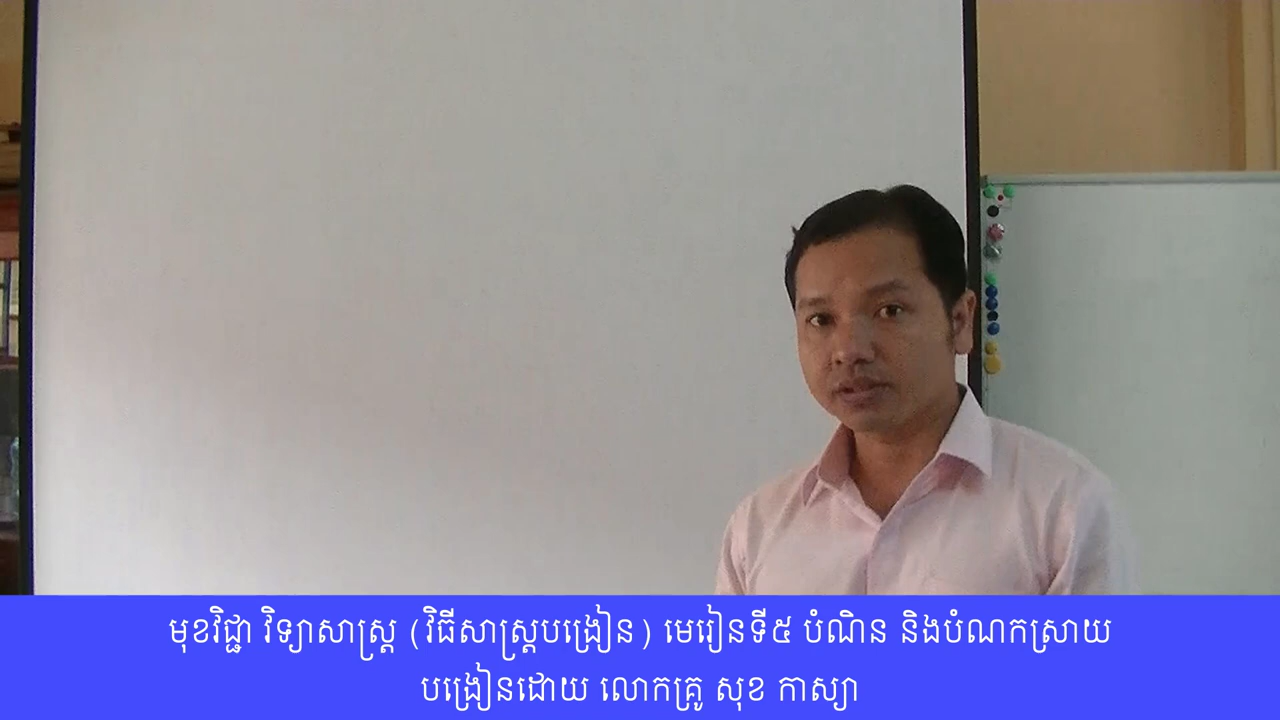 មុខវិជ្ជា វិទ្យាសាស្ត្រ (វិធីសាស្ត្របង្រៀន) មេរៀនទី៥ បំណិន និងបំណកស្រាយ
បង្រៀនដោយ លោកគ្រូ សុខ កាស្យា